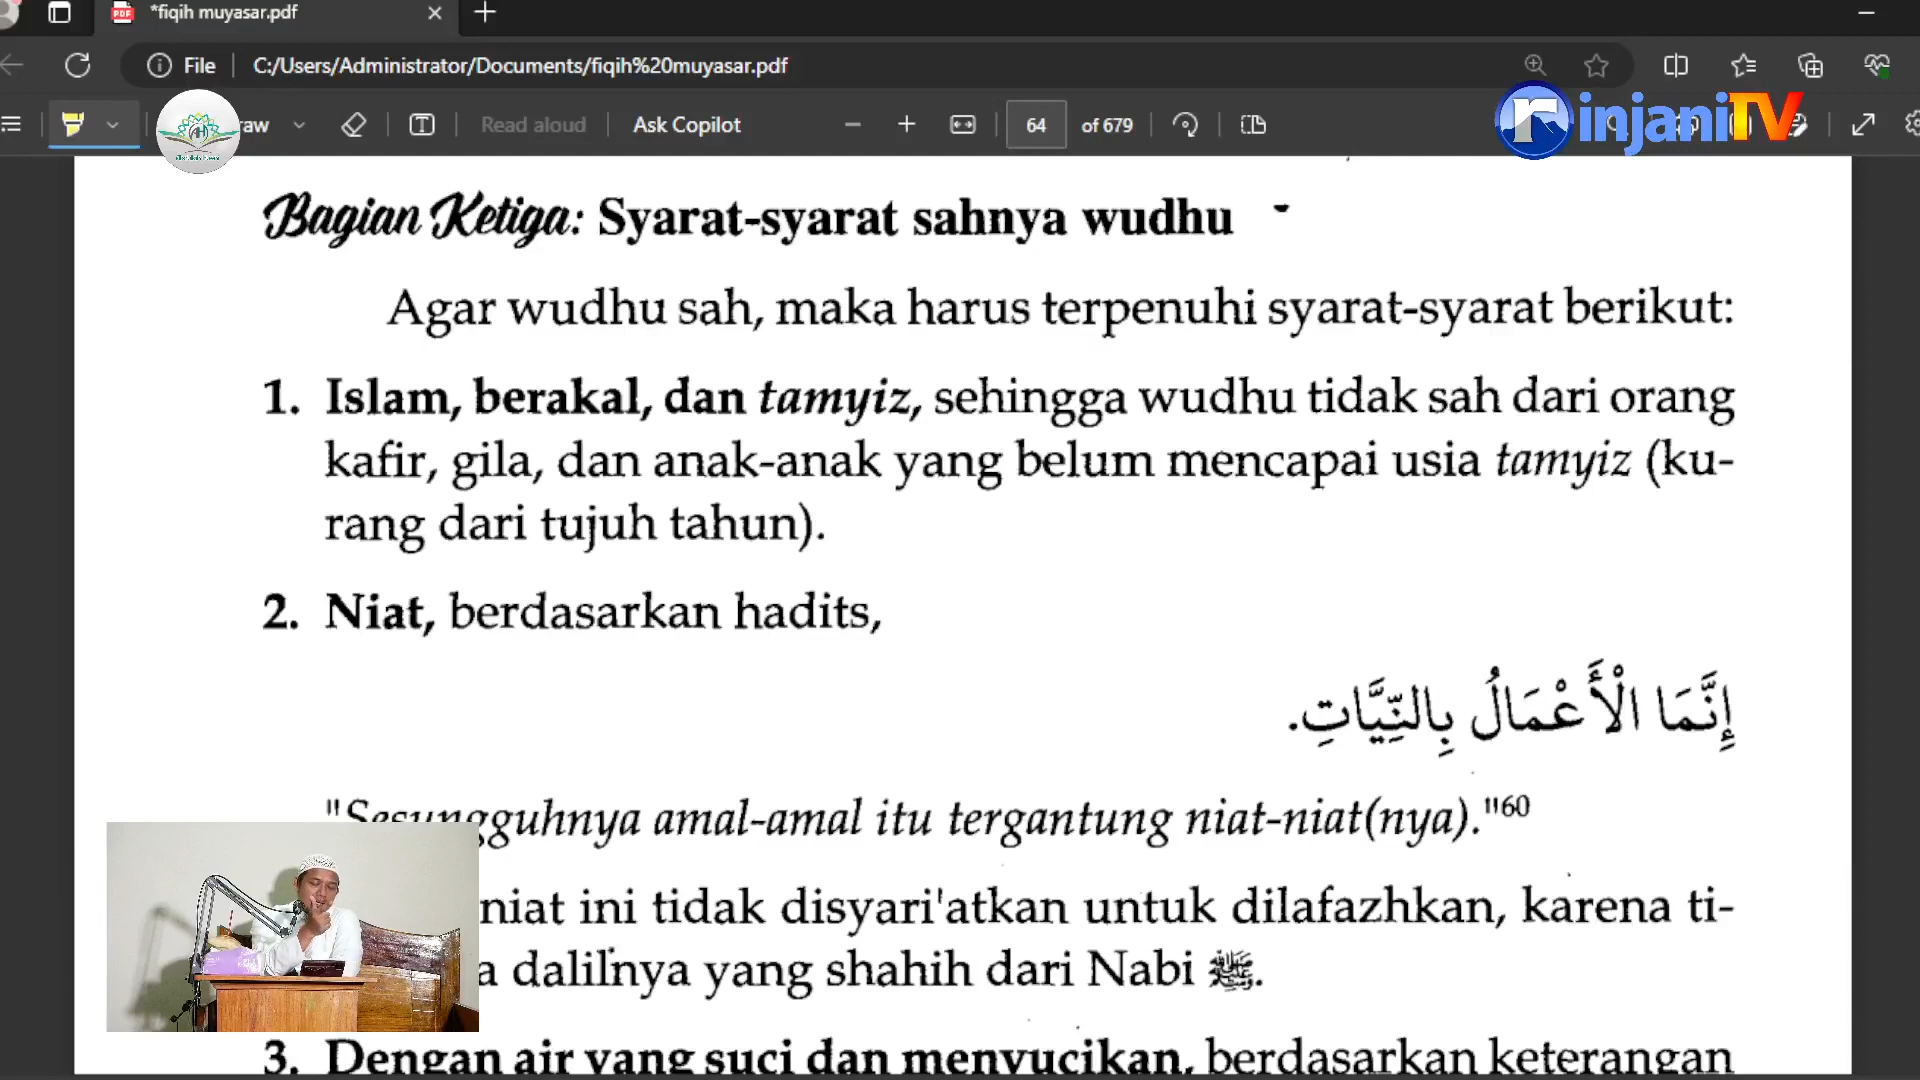 *fiqih muyasar.pdf
File
C:/Users/Administrator/Documents/fiqih%20muyasar.pdf
Read aloud
Ask Copilot
64
of 679
rinjaniTV
Bagian Ketiga: Syarat-syarat sahnya wudhu
Agar wudhu sah, maka harus terpenuhi syarat-syarat berikut:
1. Islam, berakal, dan tamyiz, sehingga wudhu tidak sah dari orang
kafir, gila, dan anak-anak yang belum mencapai usia tamyiz (ku-
rang dari tujuh tahun).
2. Niat, berdasarkan hadits,
إِنَّمَا الْأَعْمَالُ بِالنِّيَّاتِ.
"Sesungguhnya amal-amal itu tergantung niat-niat(nya)."60
niat ini tidak disyari'atkan untuk dilafazhkan, karena ti-
dalilnya yang shahih dari Nabi ﷺ.
3. Dengan air yang suci dan menyucikan, berdasarkan keterangan